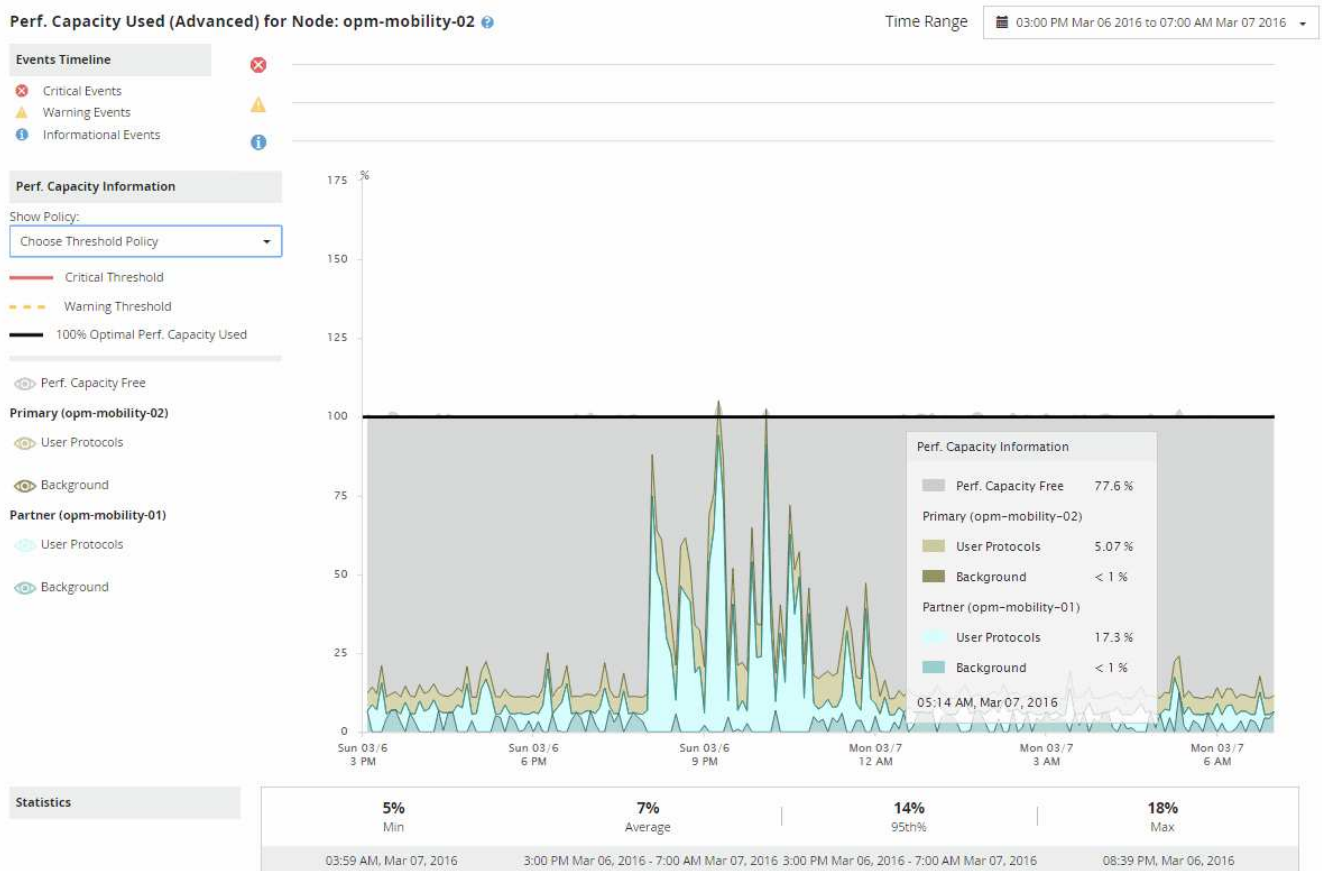 Perf. Capacity Used (Advanced) for Node: opm-mobility-02 ?
Time Range
03:00 PM Mar 06 2016 to 07:00 AM Mar 07 2016
Events Timeline
Critical Events
Warning Events
Informational Events
Perf. Capacity Information
Show Policy:
Choose Threshold Policy
Critical Threshold
Warning Threshold
100% Optimal Perf. Capacity Used
Perf. Capacity Free
Primary (opm-mobility-02)
User Protocols
Background
Partner (opm-mobility-01)
User Protocols
Background
175 %
150
125
100
75
50
25
0
Perf. Capacity Information
Perf. Capacity Free 77.6 %
Primary (opm-mobility-02)
User Protocols 5.07 %
Background < 1 %
Partner (opm-mobility-01)
User Protocols 17.3 %
Background < 1 %
05:14 AM, Mar 07, 2016
Sun 03/6 Sun 03/6 Sun 03/6 Mon 03/7 Mon 03/7 Mon 03/7
3 PM 6 PM 9 PM 12 AM 3 AM 6 AM
Statistics
5% 7% 14% 18%
Min Average 95th% Max
03:59 AM, Mar 07, 2016 3:00 PM Mar 06, 2016 - 7:00 AM Mar 07, 2016 3:00 PM Mar 06, 2016 - 7:00 AM Mar 07, 2016 08:39 PM, Mar 06, 2016